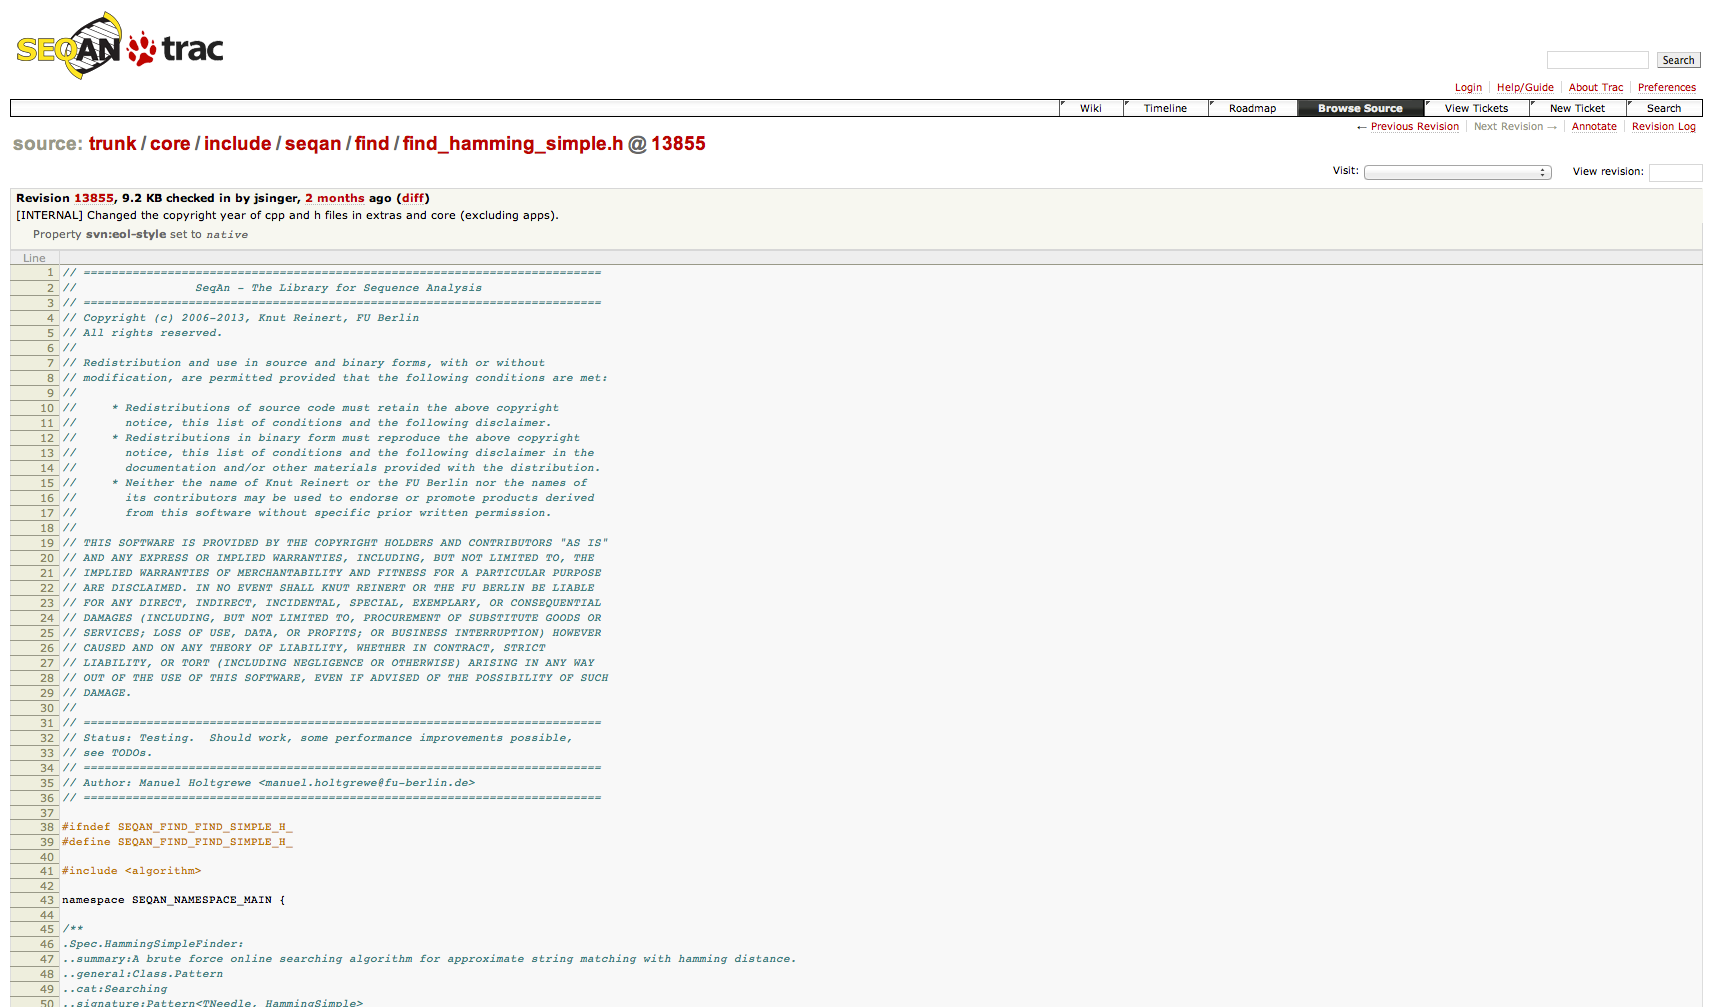 SEQAN trac
Search
Login Help/Guide About Trac Preferences
Wiki Timeline Roadmap Browse Source View Tickets New Ticket Search
← Previous Revision Next Revision → Annotate Revision Log
source: trunk / core / include / seqan / find / find_hamming_simple.h @ 13855
Visit: View revision:
Revision 13855, 9.2 KB checked in by jsinger, 2 months ago (diff)
[INTERNAL] Changed the copyright year of cpp and h files in extras and core (excluding apps).
Property svn:eol-style set to native
Line
1 // ==========================================================================
2 // SeqAn - The Library for Sequence Analysis
3 // ==========================================================================
4 // Copyright (c) 2006-2013, Knut Reinert, FU Berlin
5 // All rights reserved.
6 //
7 // Redistribution and use in source and binary forms, with or without
8 // modification, are permitted provided that the following conditions are met:
9 //
10 // * Redistributions of source code must retain the above copyright
11 // notice, this list of conditions and the following disclaimer.
12 // * Redistributions in binary form must reproduce the above copyright
13 // notice, this list of conditions and the following disclaimer in the
14 // documentation and/or other materials provided with the distribution.
15 // * Neither the name of Knut Reinert or the FU Berlin nor the names of
16 // its contributors may be used to endorse or promote products derived
17 // from this software without specific prior written permission.
18 //
19 // THIS SOFTWARE IS PROVIDED BY THE COPYRIGHT HOLDERS AND CONTRIBUTORS "AS IS"
20 // AND ANY EXPRESS OR IMPLIED WARRANTIES, INCLUDING, BUT NOT LIMITED TO, THE
21 // IMPLIED WARRANTIES OF MERCHANTABILITY AND FITNESS FOR A PARTICULAR PURPOSE
22 // ARE DISCLAIMED. IN NO EVENT SHALL KNUT REINERT OR THE FU BERLIN BE LIABLE
23 // FOR ANY DIRECT, INDIRECT, INCIDENTAL, SPECIAL, EXEMPLARY, OR CONSEQUENTIAL
24 // DAMAGES (INCLUDING, BUT NOT LIMITED TO, PROCUREMENT OF SUBSTITUTE GOODS OR
25 // SERVICES; LOSS OF USE, DATA, OR PROFITS; OR BUSINESS INTERRUPTION) HOWEVER
26 // CAUSED AND ON ANY THEORY OF LIABILITY, WHETHER IN CONTRACT, STRICT
27 // LIABILITY, OR TORT (INCLUDING NEGLIGENCE OR OTHERWISE) ARISING IN ANY WAY
28 // OUT OF THE USE OF THIS SOFTWARE, EVEN IF ADVISED OF THE POSSIBILITY OF SUCH
29 // DAMAGE.
30 //
31 // ==========================================================================
32 // Status: Testing. Should work, some performance improvements possible,
33 // see TODOs.
34 // ==========================================================================
35 // Author: Manuel Holtgrewe <manuel.holtgrewe@fu-berlin.de>
36 // ==========================================================================
37
38 #ifndef SEQAN_FIND_FIND_SIMPLE_H_
39 #define SEQAN_FIND_FIND_SIMPLE_H_
40
41 #include <algorithm>
42
43 namespace SEQAN_NAMESPACE_MAIN {
44
45 /**
46 .Spec.HammingSimpleFinder:
47 ..summary:A brute force online searching algorithm for approximate string matching with hamming distance.
48 ..general:Class.Pattern
49 ..cat:Searching
50 ..signature:Pattern<TNeedle, HammingSimple>